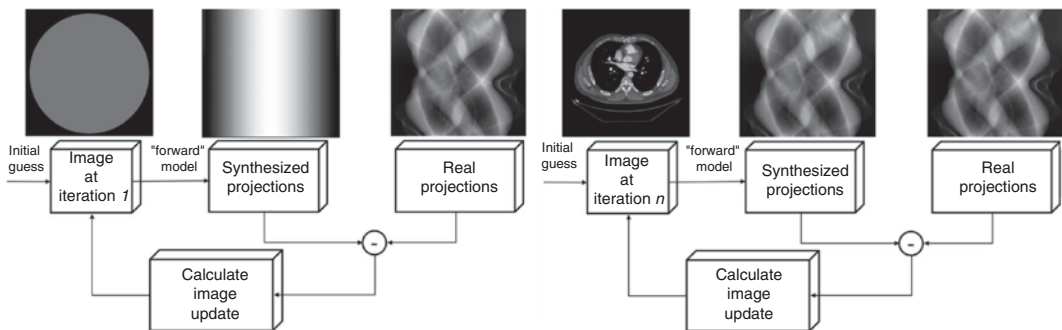 Initial
guess
Image
at
iteration 1
"forward"
model
Synthesized
projections
Real
projections
-
Calculate
image
update
Initial
guess
Image
at
iteration n
"forward"
model
Synthesized
projections
Real
projections
-
Calculate
image
update